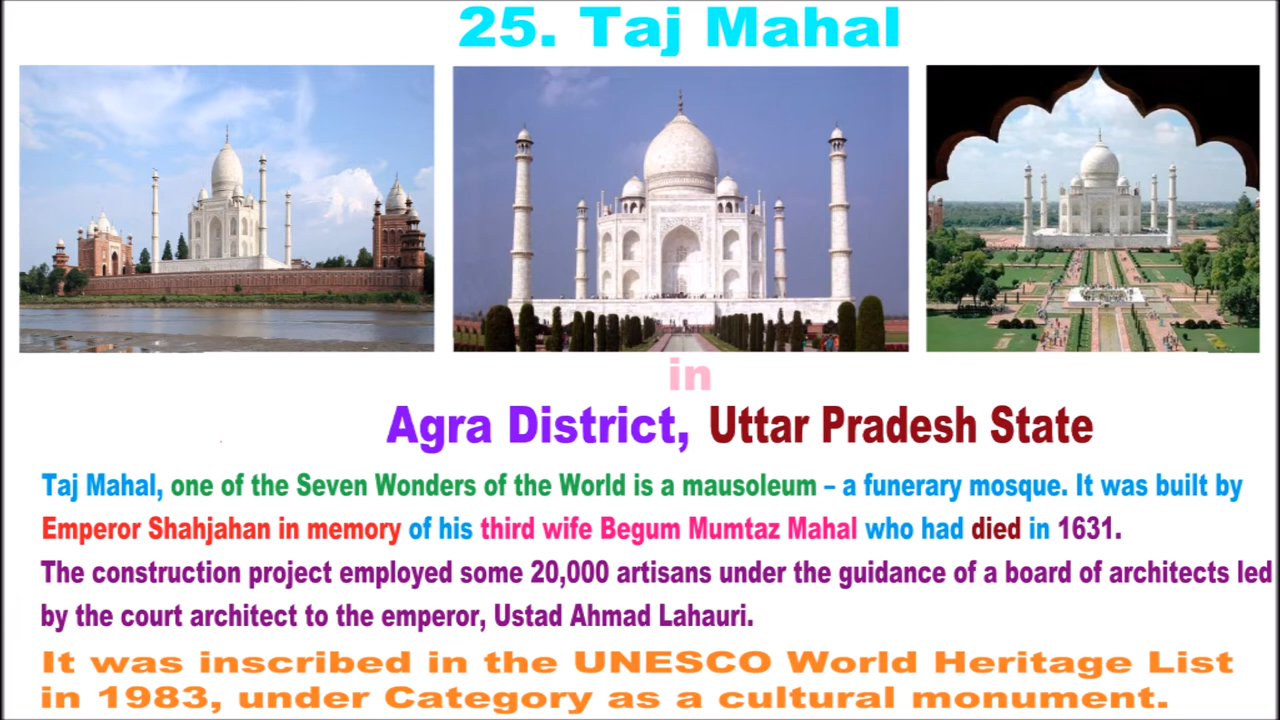 25. Taj Mahal
in
Agra District, Uttar Pradesh State
Taj Mahal, one of the Seven Wonders of the World is a mausoleum – a funerary mosque. It was built by
Emperor Shahjahan in memory of his third wife Begum Mumtaz Mahal who had died in 1631.
The construction project employed some 20,000 artisans under the guidance of a board of architects led
by the court architect to the emperor, Ustad Ahmad Lahauri.
It was inscribed in the UNESCO World Heritage List
in 1983, under Category as a cultural monument.